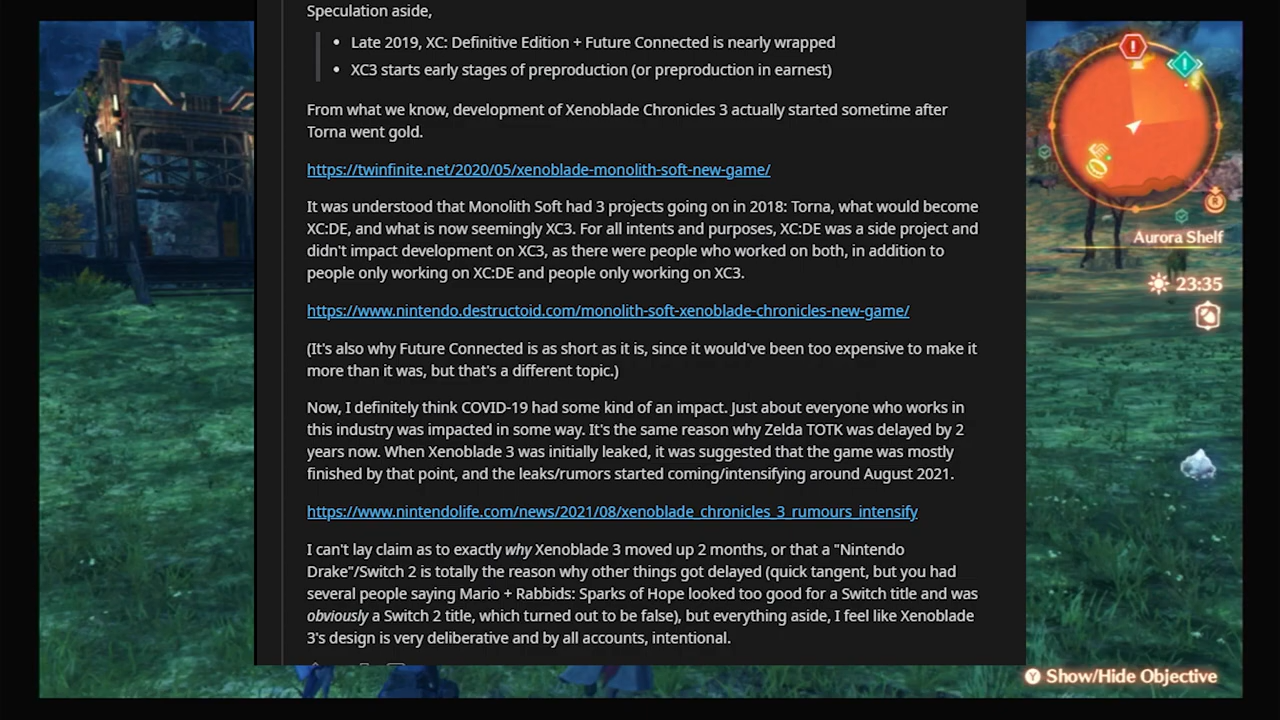 Speculation aside,
• Late 2019, XC: Definitive Edition + Future Connected is nearly wrapped
• XC3 starts early stages of preproduction (or preproduction in earnest)
From what we know, development of Xenoblade Chronicles 3 actually started sometime after
Torna went gold.
https://twinfinite.net/2020/05/xenoblade-monolith-soft-new-game/
It was understood that Monolith Soft had 3 projects going on in 2018: Torna, what would become
XC:DE, and what is now seemingly XC3. For all intents and purposes, XC:DE was a side project and
didn't impact development on XC3, as there were people who worked on both, in addition to
people only working on XC:DE and people only working on XC3.
https://www.nintendo.destructoid.com/monolith-soft-xenoblade-chronicles-new-game/
(It's also why Future Connected is as short as it is, since it would've been too expensive to make it
more than it was, but that's a different topic.)
Now, I definitely think COVID-19 had some kind of an impact. Just about everyone who works in
this industry was impacted in some way. It's the same reason why Zelda TOTK was delayed by 2
years now. When Xenoblade 3 was initially leaked, it was suggested that the game was mostly
finished by that point, and the leaks/rumors started coming/intensifying around August 2021.
https://www.nintendolife.com/news/2021/08/xenoblade_chronicles_3_rumours_intensify
I can't lay claim as to exactly why Xenoblade 3 moved up 2 months, or that a "Nintendo
Drake"/Switch 2 is totally the reason why other things got delayed (quick tangent, but you had
several people saying Mario + Rabbids: Sparks of Hope looked too good for a Switch title and was
obviously a Switch 2 title, which turned out to be false), but everything aside, I feel like Xenoblade
3's design is very deliberative and by all accounts, intentional.
R
Aurora Shelf
23:35
Y Show/Hide Objective